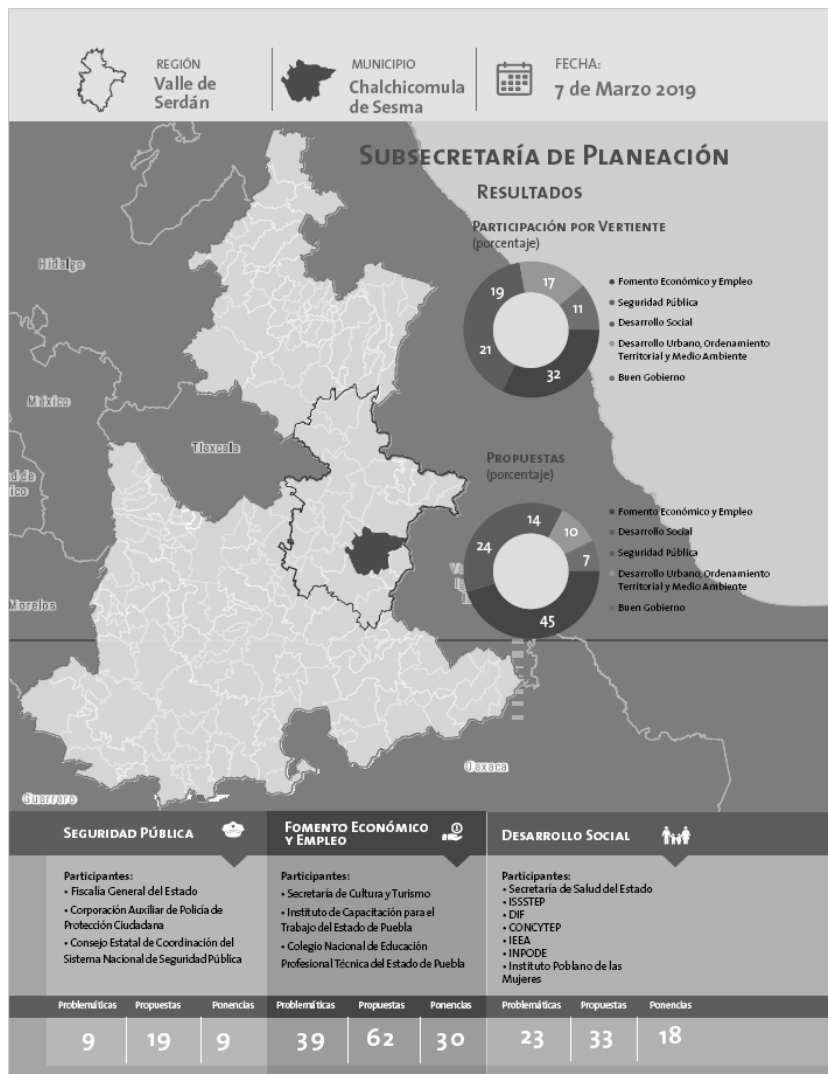 REGIÓN
Valle de
Serdán
MUNICIPIO
Chalchicomula
de Sesma
FECHA:
7 de Marzo 2019
SUBSECRETARÍA DE PLANEACIÓN
RESULTADOS
PARTICIPACIÓN POR VERTIENTE
(porcentaje)
19
17
11
21
32
• Fomento Económico y Empleo
• Seguridad Pública
• Desarrollo Social
• Desarrollo Urbano, Ordenamiento
Territorial y Medio Ambiente
• Buen Gobierno
Hidalgo
México
Tlaxcala
Morelos
Guerrero
Oaxaca
PROPUESTAS
(porcentaje)
14
10
24
7
45
• Fomento Económico y Empleo
• Desarrollo Social
• Seguridad Pública
• Desarrollo Urbano, Ordenamiento
Territorial y Medio Ambiente
• Buen Gobierno
SEGURIDAD PÚBLICA
Participantes:
• Fiscalía General del Estado
• Corporación Auxiliar de Policía de
Protección Ciudadana
• Consejo Estatal de Coordinación del
Sistema Nacional de Seguridad Pública
Problemáticas Propuestas Ponencias
9 19 9
FOMENTO ECONÓMICO
Y EMPLEO
Participantes:
• Secretaría de Cultura y Turismo
• Instituto de Capacitación para el
Trabajo del Estado de Puebla
• Colegio Nacional de Educación
Profesional Técnica del Estado de Puebla
Problemáticas Propuestas Ponencias
39 62 30
DESARROLLO SOCIAL
Participantes:
• Secretaría de Salud del Estado
• ISSSTEP
• DIF
• CONCYTEP
• IEEA
• INPODE
• Instituto Poblano de las
Mujeres
Problemáticas Propuestas Ponencias
23 33 18